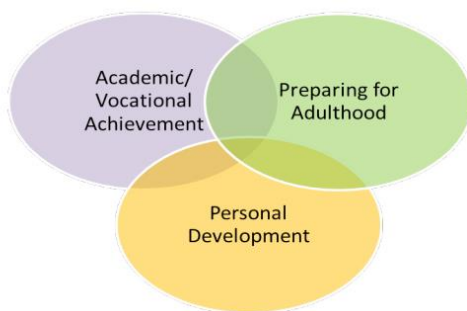 Academic/
Vocational
Achievement
Preparing for
Adulthood
Personal
Development